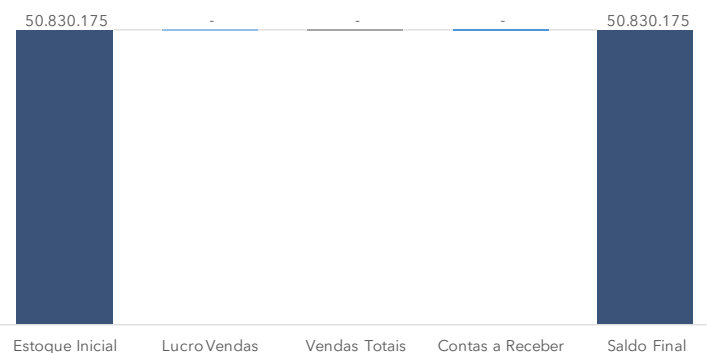 50.830.175 - - - 50.830.175
Estoque Inicial Lucro Vendas Vendas Totais Contas a Receber Saldo Final